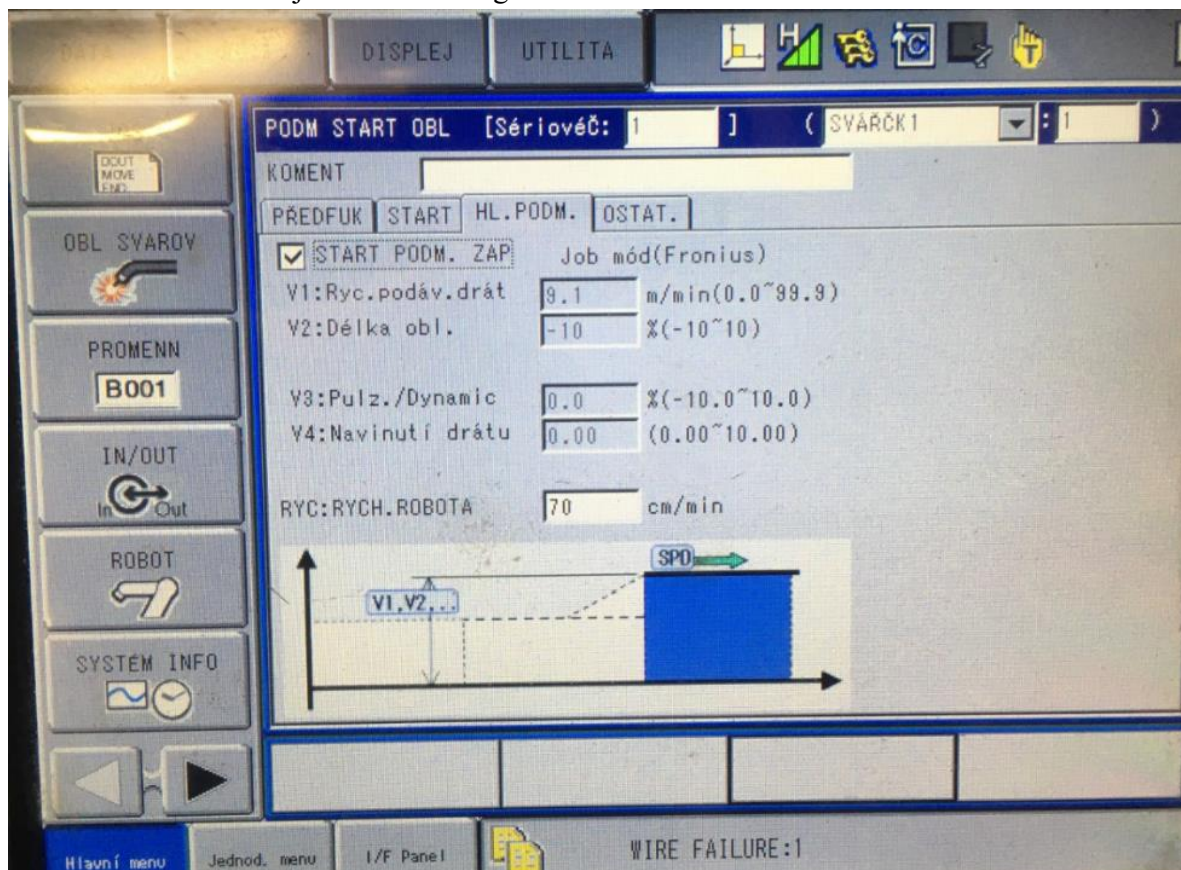 DISPLEJ UTILITA
PODM START OBL [SériovéČ: 1 ] ( SVÁŘČK1 : 1 )
DOUT
MOVE
END
KOMENT
PŘEDFUK START HL.PODM. OSTAT.
OBL SVAROV
START PODM. ZAP Job mód(Fronius)
V1:Ryc.podáv.drát 9.1 m/min(0.0~99.9)
V2:Délka obl. -10 %(-10~10)
PROMENN
B001
V3:Pulz./Dynamic 0.0 %(-10.0~10.0)
V4:Navinutí drátu 0.00 (0.00~10.00)
IN/OUT
In Out
RYC:RYCH.ROBOTA 70 cm/min
ROBOT
SPD
V1,V2...
SYSTÉM INFO
Hlavní menu Jednod. menu I/F Panel WIRE FAILURE:1